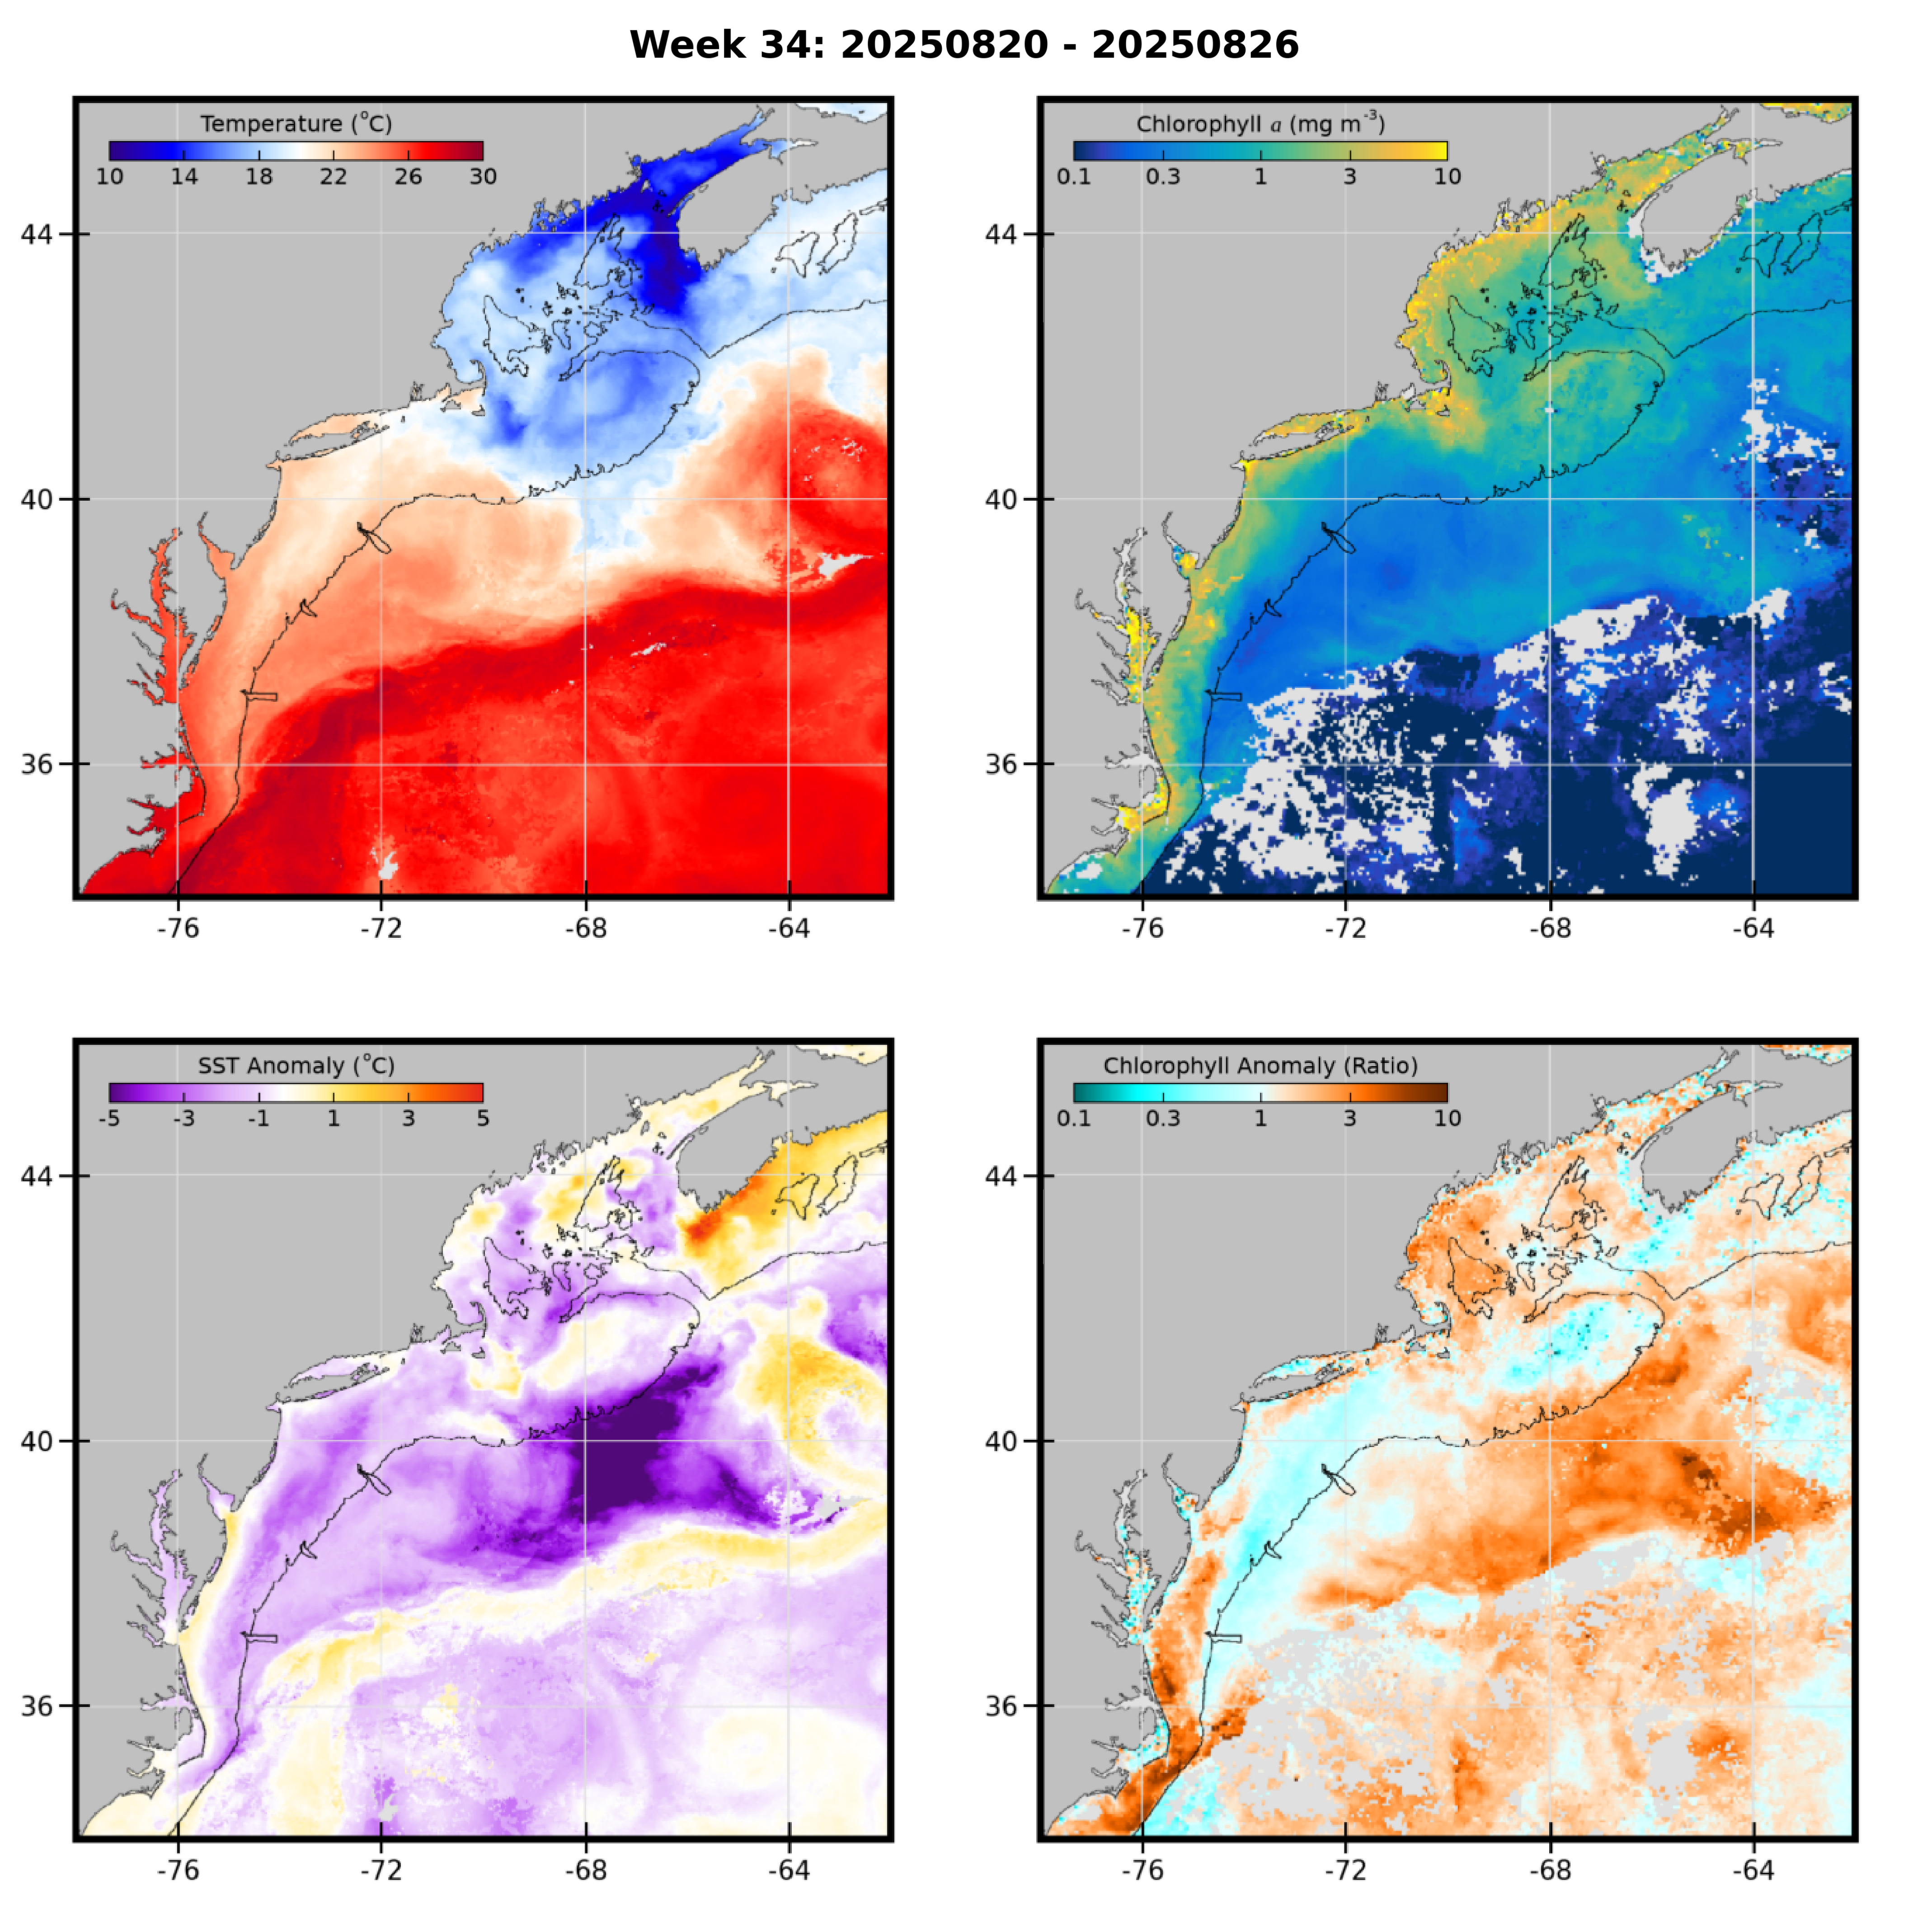 Week 34: 20250820 - 20250826
Temperature (°C)
10 14 18 22 26 30
44
40
36
-76 -72 -68 -64
Chlorophyll a (mg m⁻³)
0.1 0.3 1 3 10
44
40
36
-76 -72 -68 -64
SST Anomaly (°C)
-5 -3 -1 1 3 5
44
40
36
-76 -72 -68 -64
Chlorophyll Anomaly (Ratio)
0.1 0.3 1 3 10
44
40
36
-76 -72 -68 -64